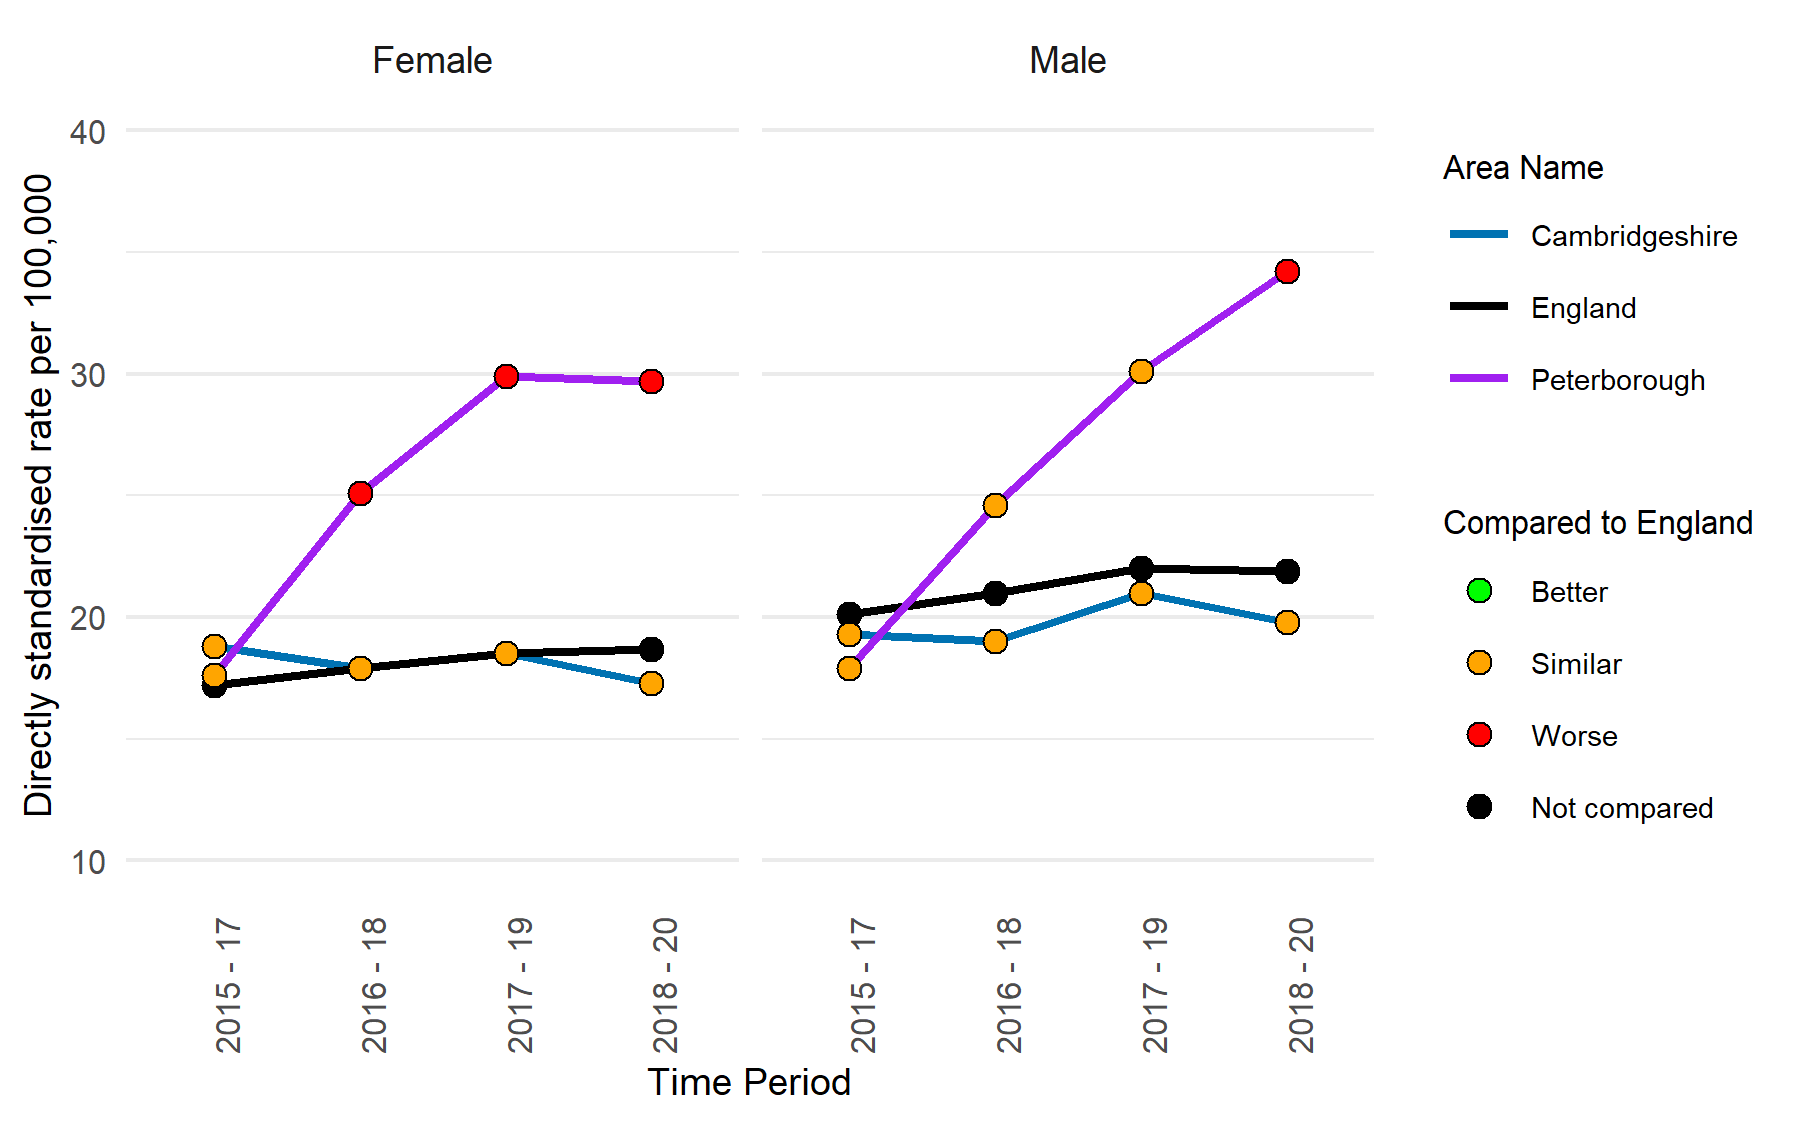 Female
Male
Directly standardised rate per 100,000
40
30
20
10
2015 - 17
2016 - 18
2017 - 19
2018 - 20
2015 - 17
2016 - 18
2017 - 19
2018 - 20
Time Period
Area Name
Cambridgeshire
England
Peterborough
Compared to England
Better
Similar
Worse
Not compared